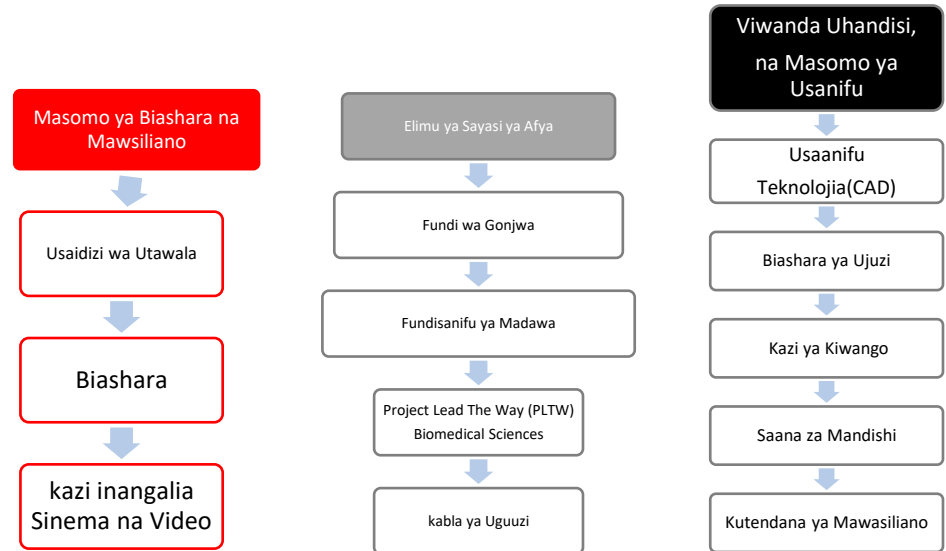 Masomo ya Biashara na
Mawsiliano
Usaidizi wa Utawala
Biashara
kazi inangalia
Sinema na Video
Elimu ya Sayasi ya Afya
Fundi wa Gonjwa
Fundisanifu ya Madawa
Project Lead The Way (PLTW)
Biomedical Sciences
kabla ya Uguuzi
Viwanda Uhandisi,
na Masomo ya
Usanifu
Usaanifu
Teknolojia(CAD)
Biashara ya Ujuzi
Kazi ya Kiwango
Saana za Mandishi
Kutendana ya Mawasiliano